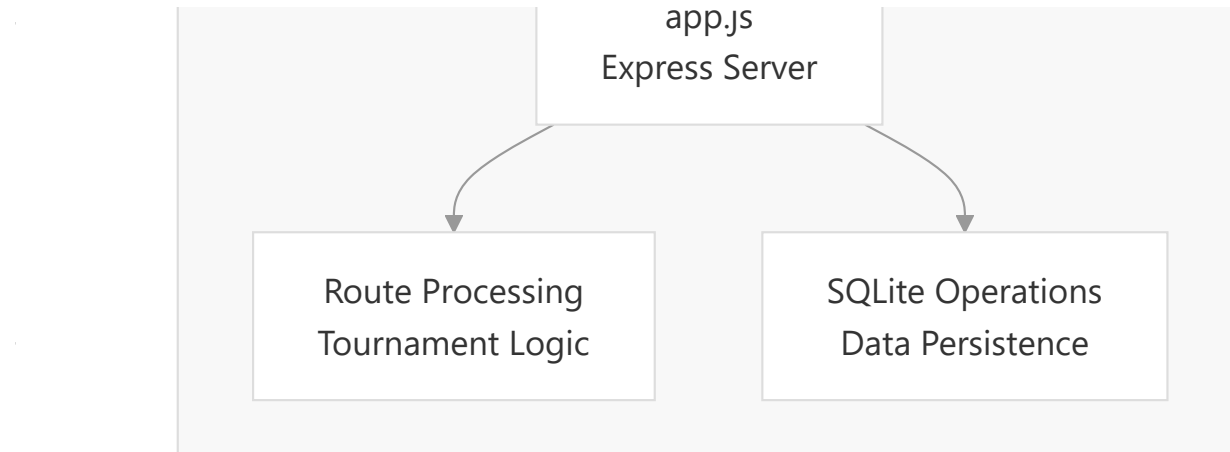 app.js
Express Server
Route Processing
Tournament Logic
SQLite Operations
Data Persistence